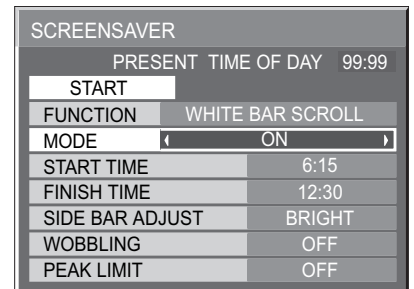 SCREENSAVER
PRESENT TIME OF DAY 99:99
START
FUNCTION WHITE BAR SCROLL
MODE ON
START TIME 6:15
FINISH TIME 12:30
SIDE BAR ADJUST BRIGHT
WOBBLING OFF
PEAK LIMIT OFF